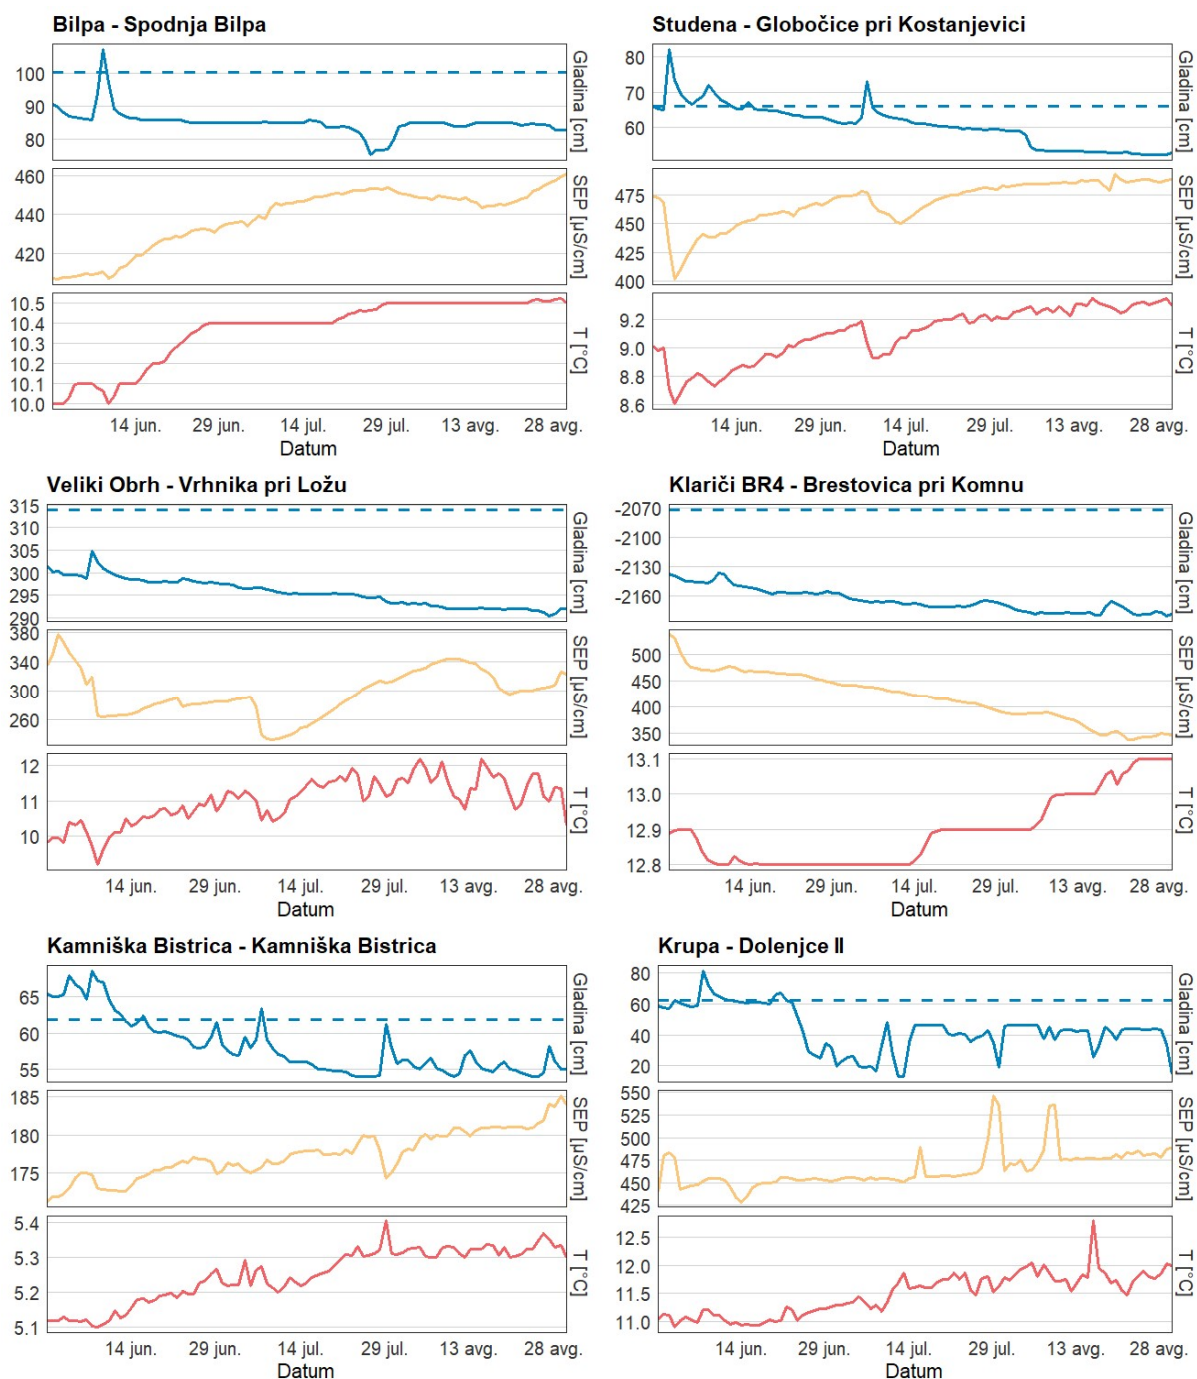 Bilpa - Spodnja Bilpa
100
90
80
Gladina [cm]
460
440
420
SEP [µS/cm]
10.5
10.4
10.3
10.2
10.1
10.0
T [°C]
14 jun. 29 jun. 14 jul. 29 jul. 13 avg. 28 avg.
Datum
Studena - Globočice pri Kostanjevici
80
70
60
Gladina [cm]
475
450
425
400
SEP [µS/cm]
9.2
9.0
8.8
8.6
T [°C]
14 jun. 29 jun. 14 jul. 29 jul. 13 avg. 28 avg.
Datum
Veliki Obrh - Vrhnika pri Ložu
315
310
305
300
295
290
Gladina [cm]
380
340
300
260
SEP [µS/cm]
12
11
10
T [°C]
14 jun. 29 jun. 14 jul. 29 jul. 13 avg. 28 avg.
Datum
Klariči BR4 - Brestovica pri Komnu
-2070
-2100
-2130
-2160
Gladina [cm]
500
450
400
350
SEP [µS/cm]
13.1
13.0
12.9
12.8
T [°C]
14 jun. 29 jun. 14 jul. 29 jul. 13 avg. 28 avg.
Datum
Kamniška Bistrica - Kamniška Bistrica
65
60
55
Gladina [cm]
185
180
175
SEP [µS/cm]
5.4
5.3
5.2
5.1
T [°C]
14 jun. 29 jun. 14 jul. 29 jul. 13 avg. 28 avg.
Datum
Krupa - Dolenjce II
80
60
40
20
Gladina [cm]
550
525
500
475
450
425
SEP [µS/cm]
12.5
12.0
11.5
11.0
T [°C]
14 jun. 29 jun. 14 jul. 29 jul. 13 avg. 28 avg.
Datum